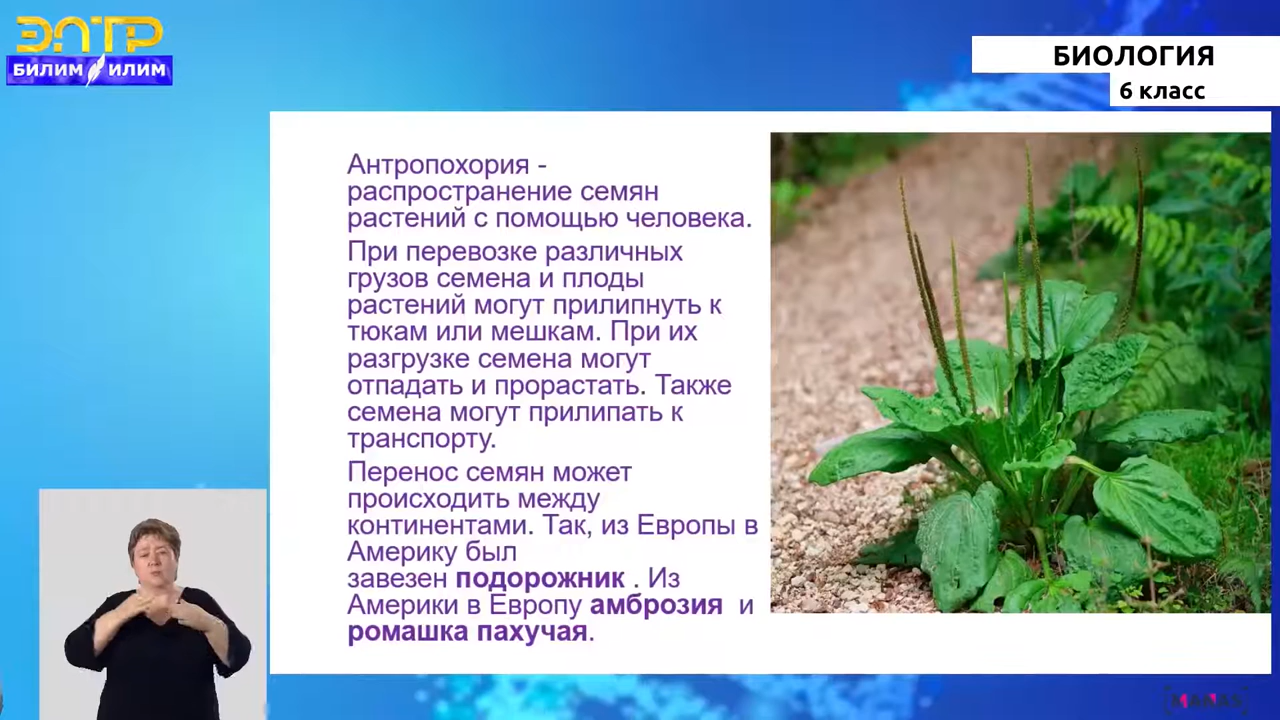 ЭЛТР
БИЛИМ ИЛИМ
БИОЛОГИЯ
6 класс
Антропохория -
распространение семян
растений с помощью человека.
При перевозке различных
грузов семена и плоды
растений могут прилипнуть к
тюкам или мешкам. При их
разгрузке семена могут
отпадать и прорастать. Также
семена могут прилипать к
транспорту.
Перенос семян может
происходить между
континентами. Так, из Европы в
Америку был
завезен подорожник . Из
Америки в Европу амброзия и
ромашка пахучая.